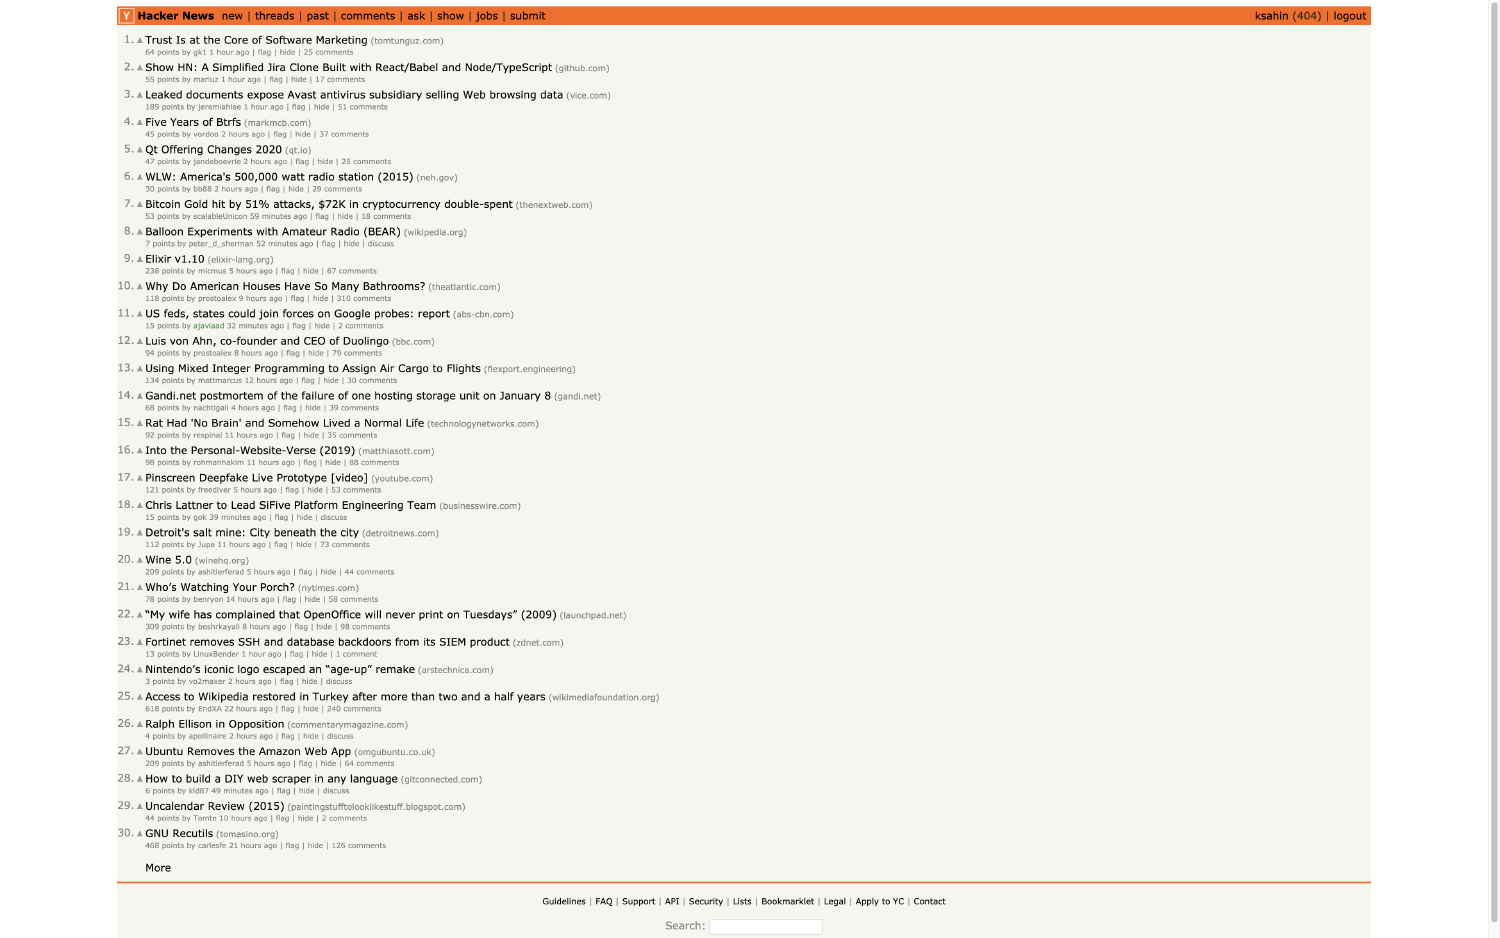 Y Hacker News new | threads | past | comments | ask | show | jobs | submit ksahin (404) | logout
1. ▲ Trust Is at the Core of Software Marketing (tomtunguz.com)
64 points by gk1 1 hour ago | flag | hide | 25 comments
2. ▲ Show HN: A Simplified Jira Clone Built with React/Babel and Node/TypeScript (github.com)
55 points by mariuz 1 hour ago | flag | hide | 17 comments
3. ▲ Leaked documents expose Avast antivirus subsidiary selling Web browsing data (vice.com)
189 points by jeremiahlee 1 hour ago | flag | hide | 51 comments
4. ▲ Five Years of Btrfs (markmcb.com)
45 points by vordoo 2 hours ago | flag | hide | 37 comments
5. ▲ Qt Offering Changes 2020 (qt.io)
47 points by jandeboevrie 2 hours ago | flag | hide | 25 comments
6. ▲ WLW: America's 500,000 watt radio station (2015) (neh.gov)
30 points by bb88 2 hours ago | flag | hide | 29 comments
7. ▲ Bitcoin Gold hit by 51% attacks, $72K in cryptocurrency double-spent (thenextweb.com)
53 points by scalableUnicon 59 minutes ago | flag | hide | 18 comments
8. ▲ Balloon Experiments with Amateur Radio (BEAR) (wikipedia.org)
7 points by peter_d_sherman 52 minutes ago | flag | hide | discuss
9. ▲ Elixir v1.10 (elixir-lang.org)
238 points by micmus 5 hours ago | flag | hide | 67 comments
10. ▲ Why Do American Houses Have So Many Bathrooms? (theatlantic.com)
118 points by prostoalex 9 hours ago | flag | hide | 310 comments
11. ▲ US feds, states could join forces on Google probes: report (abs-cbn.com)
15 points by ajaviaad 32 minutes ago | flag | hide | 2 comments
12. ▲ Luis von Ahn, co-founder and CEO of Duolingo (bbc.com)
94 points by prostoalex 8 hours ago | flag | hide | 79 comments
13. ▲ Using Mixed Integer Programming to Assign Air Cargo to Flights (flexport.engineering)
134 points by mattmarcus 12 hours ago | flag | hide | 30 comments
14. ▲ Gandi.net postmortem of the failure of one hosting storage unit on January 8 (gandi.net)
68 points by nachtigall 4 hours ago | flag | hide | 39 comments
15. ▲ Rat Had 'No Brain' and Somehow Lived a Normal Life (technologynetworks.com)
92 points by respinal 11 hours ago | flag | hide | 35 comments
16. ▲ Into the Personal-Website-Verse (2019) (matthiasott.com)
98 points by rohmanhakim 11 hours ago | flag | hide | 88 comments
17. ▲ Pinscreen Deepfake Live Prototype [video] (youtube.com)
121 points by freediver 5 hours ago | flag | hide | 53 comments
18. ▲ Chris Lattner to Lead SiFive Platform Engineering Team (businesswire.com)
15 points by gok 39 minutes ago | flag | hide | discuss
19. ▲ Detroit's salt mine: City beneath the city (detroitnews.com)
112 points by Jupe 11 hours ago | flag | hide | 73 comments
20. ▲ Wine 5.0 (winehq.org)
209 points by ashitlerferad 5 hours ago | flag | hide | 44 comments
21. ▲ Who’s Watching Your Porch? (nytimes.com)
78 points by benryon 14 hours ago | flag | hide | 58 comments
22. ▲ “My wife has complained that OpenOffice will never print on Tuesdays” (2009) (launchpad.net)
309 points by beshrkayali 8 hours ago | flag | hide | 98 comments
23. ▲ Fortinet removes SSH and database backdoors from its SIEM product (zdnet.com)
13 points by LinuxBender 1 hour ago | flag | hide | 1 comment
24. ▲ Nintendo’s iconic logo escaped an “age-up” remake (arstechnica.com)
3 points by vo2maxer 2 hours ago | flag | hide | discuss
25. ▲ Access to Wikipedia restored in Turkey after more than two and a half years (wikimediafoundation.org)
618 points by EndXA 22 hours ago | flag | hide | 240 comments
26. ▲ Ralph Ellison in Opposition (commentarymagazine.com)
4 points by apollinaire 2 hours ago | flag | hide | discuss
27. ▲ Ubuntu Removes the Amazon Web App (omgubuntu.co.uk)
209 points by ashitlerferad 5 hours ago | flag | hide | 64 comments
28. ▲ How to build a DIY web scraper in any language (gitconnected.com)
6 points by kid87 49 minutes ago | flag | hide | discuss
29. ▲ Uncalendar Review (2015) (paintingstufftolooklikestuff.blogspot.com)
44 points by Tomte 10 hours ago | flag | hide | 2 comments
30. ▲ GNU Recutils (tomasino.org)
468 points by carlesfe 21 hours ago | flag | hide | 126 comments
More
Guidelines | FAQ | Support | API | Security | Lists | Bookmarklet | Legal | Apply to YC | Contact
Search: